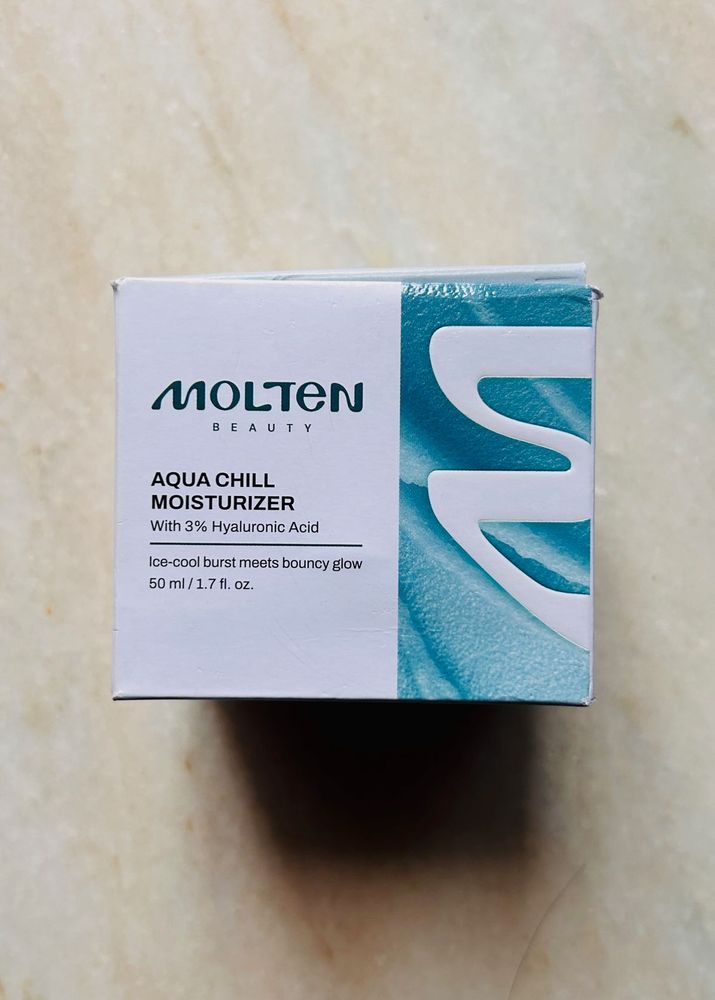 MOLTEN
BEAUTY
AQUA CHILL
MOISTURIZER
With 3% Hyaluronic Acid
Ice-cool burst meets bouncy glow
50 ml / 1.7 fl. oz.